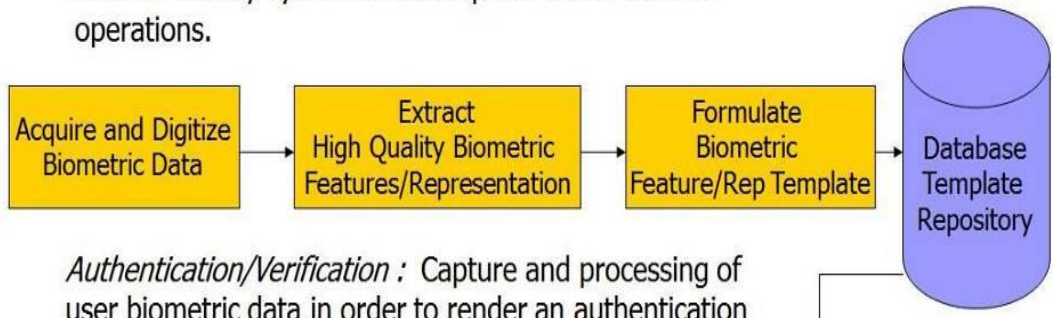 operations.
Acquire and Digitize
Biometric Data
Extract
High Quality Biometric
Features/Representation
Formulate
Biometric
Feature/Rep Template
Database
Template
Repository
Authentication/Verification : Capture and processing of
user biometric data in order to render an authentication